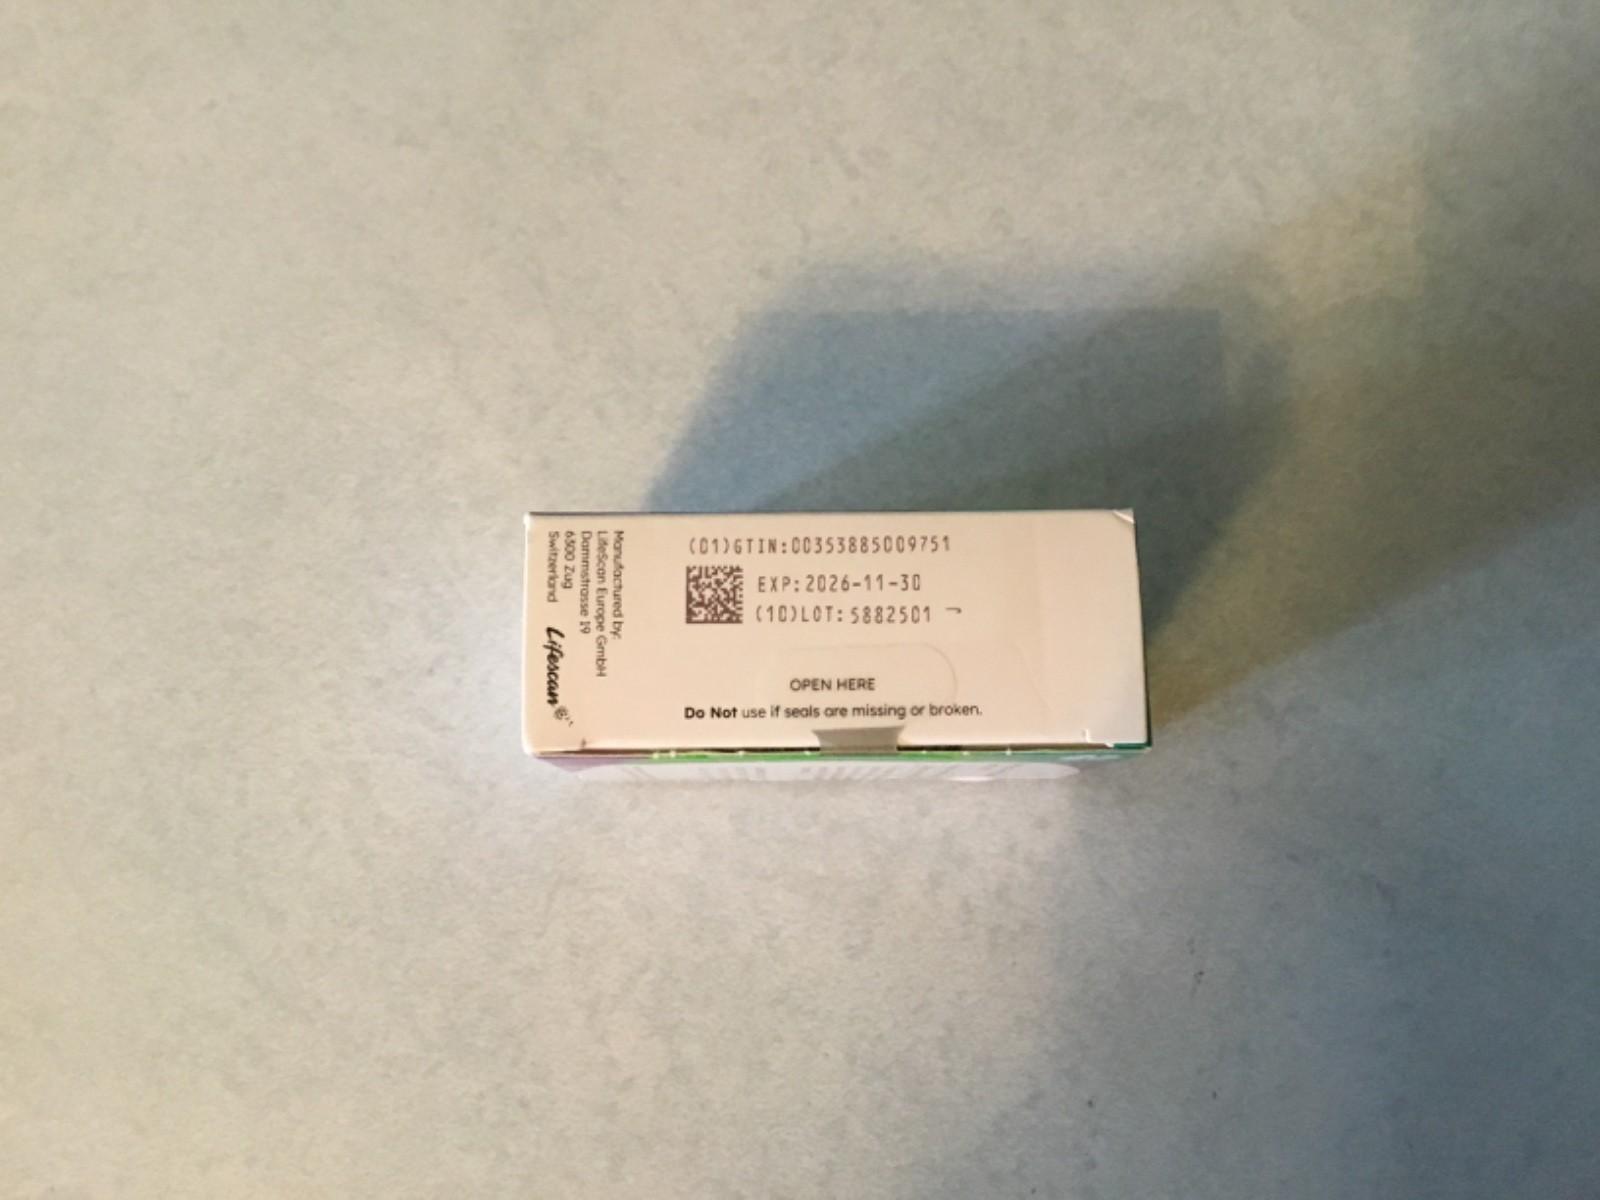 (01)GTIN:00353885009751
EXP:2026-11-30
(10)LOT:5882501
OPEN HERE
Do Not use if seals are missing or broken.
Manufactured by:
LifeScan Europe GmbH
Dammstrasse 19
6300 Zug
Switzerland
Lifescan